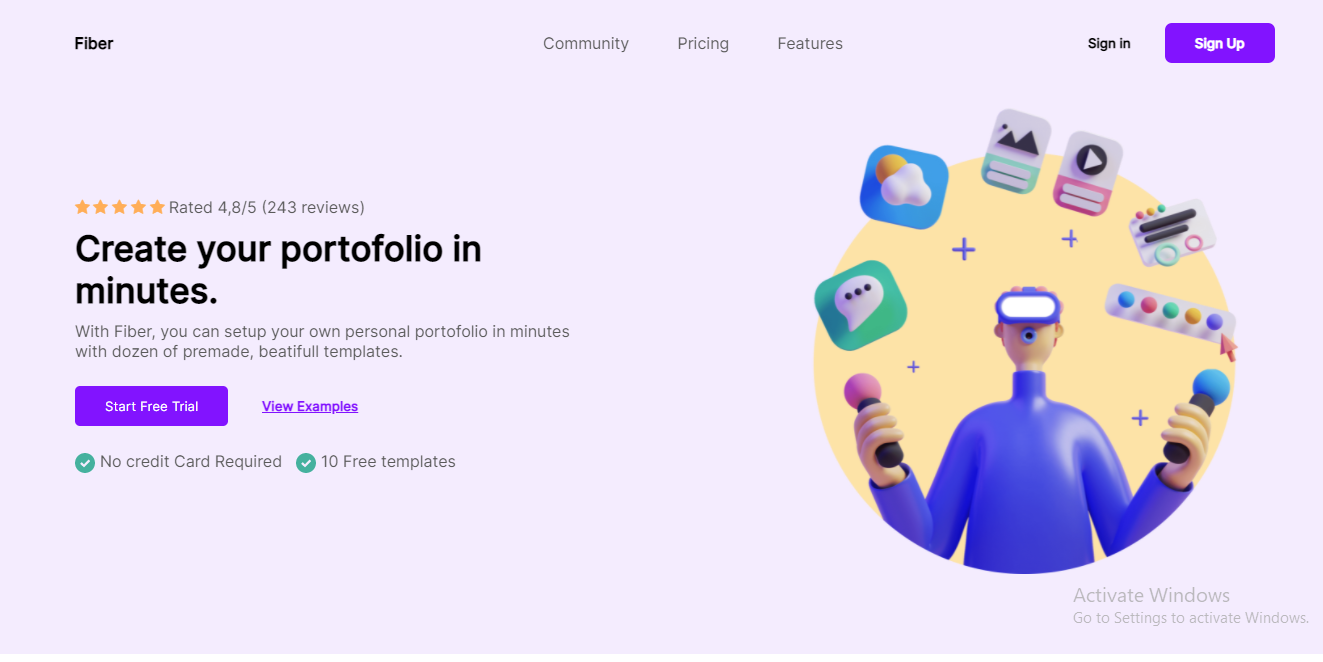 Fiber
Community
Pricing
Features
Sign in
Sign Up
Rated 4,8/5 (243 reviews)
Create your portofolio in
minutes.
With Fiber, you can setup your own personal portofolio in minutes
with dozen of premade, beatifull templates.
Start Free Trial
View Examples
No credit Card Required
10 Free templates
Activate Windows
Go to Settings to activate Windows.